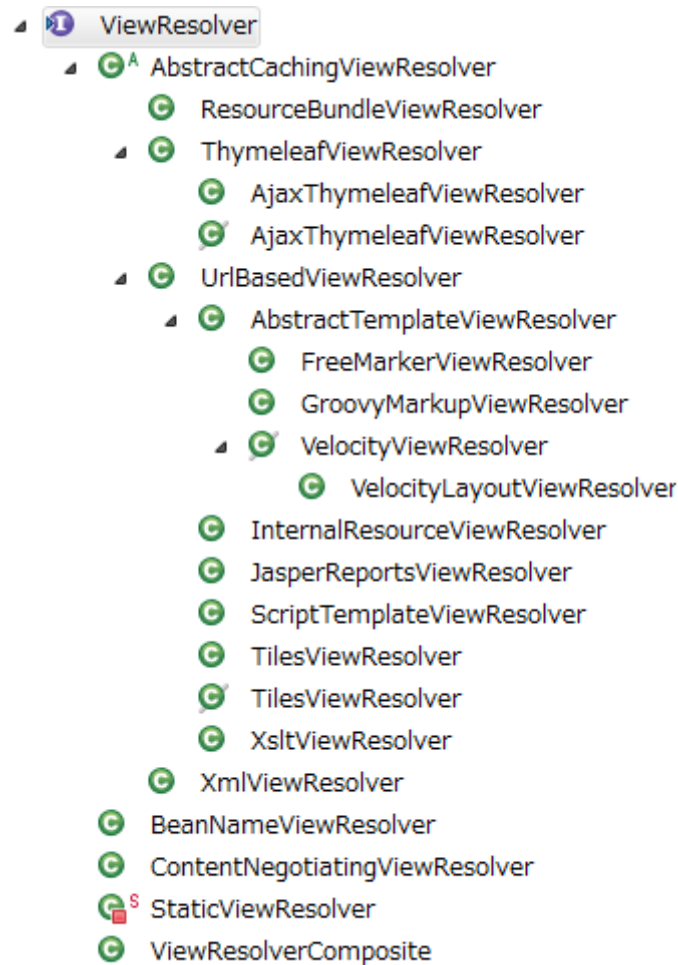 ViewResolver
AbstractCachingViewResolver
ResourceBundleViewResolver
ThymeleafViewResolver
AjaxThymeleafViewResolver
AjaxThymeleafViewResolver
UrlBasedViewResolver
AbstractTemplateViewResolver
FreeMarkerViewResolver
GroovyMarkupViewResolver
VelocityViewResolver
VelocityLayoutViewResolver
InternalResourceViewResolver
JasperReportsViewResolver
ScriptTemplateViewResolver
TilesViewResolver
TilesViewResolver
XsltViewResolver
XmlViewResolver
BeanNameViewResolver
ContentNegotiatingViewResolver
StaticViewResolver
ViewResolverComposite